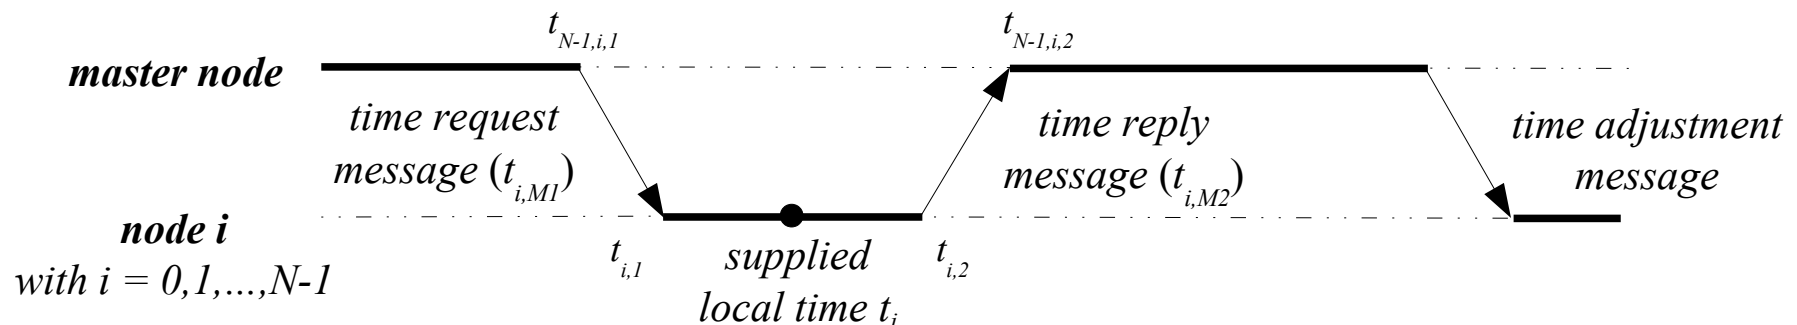 t_{N-1,i,1}
t_{N-1,i,2}
master node
time request
message (t_{i,M1})
time reply
message (t_{i,M2})
time adjustment
message
node i
with i = 0,1,...,N-1
t_{i,1}
supplied
local time t_i
t_{i,2}